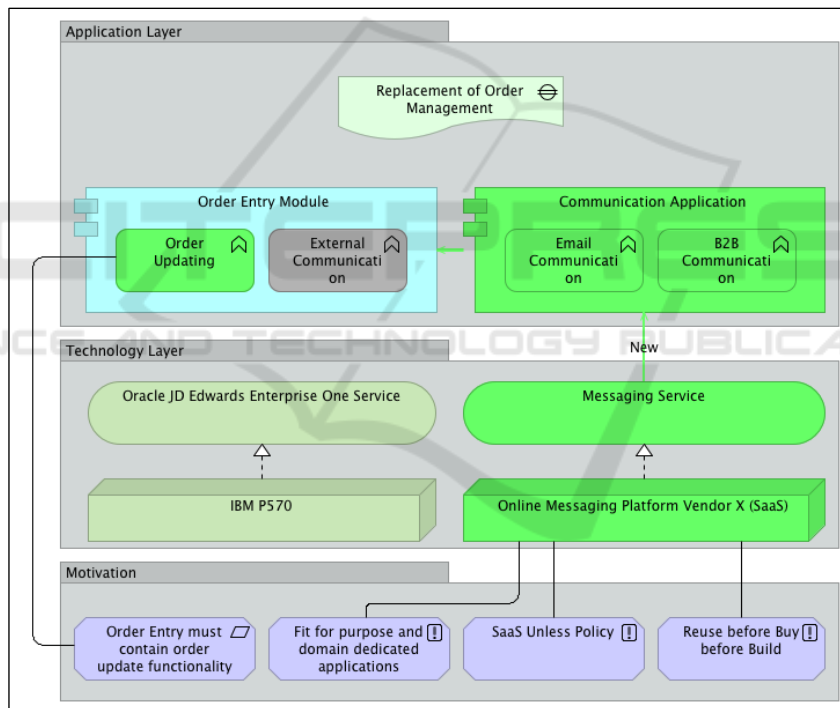 Application Layer
Replacement of Order
Management
Order Entry Module
Order
Updating
External
Communicati
on
Communication Application
Email
Communicati
on
B2B
Communicati
on
New
Technology Layer
Oracle JD Edwards Enterprise One Service
Messaging Service
IBM P570
Online Messaging Platform Vendor X (SaaS)
Motivation
Order Entry must
contain order
update functionality
Fit for purpose and
domain dedicated
applications
SaaS Unless Policy
Reuse before Buy
before Build